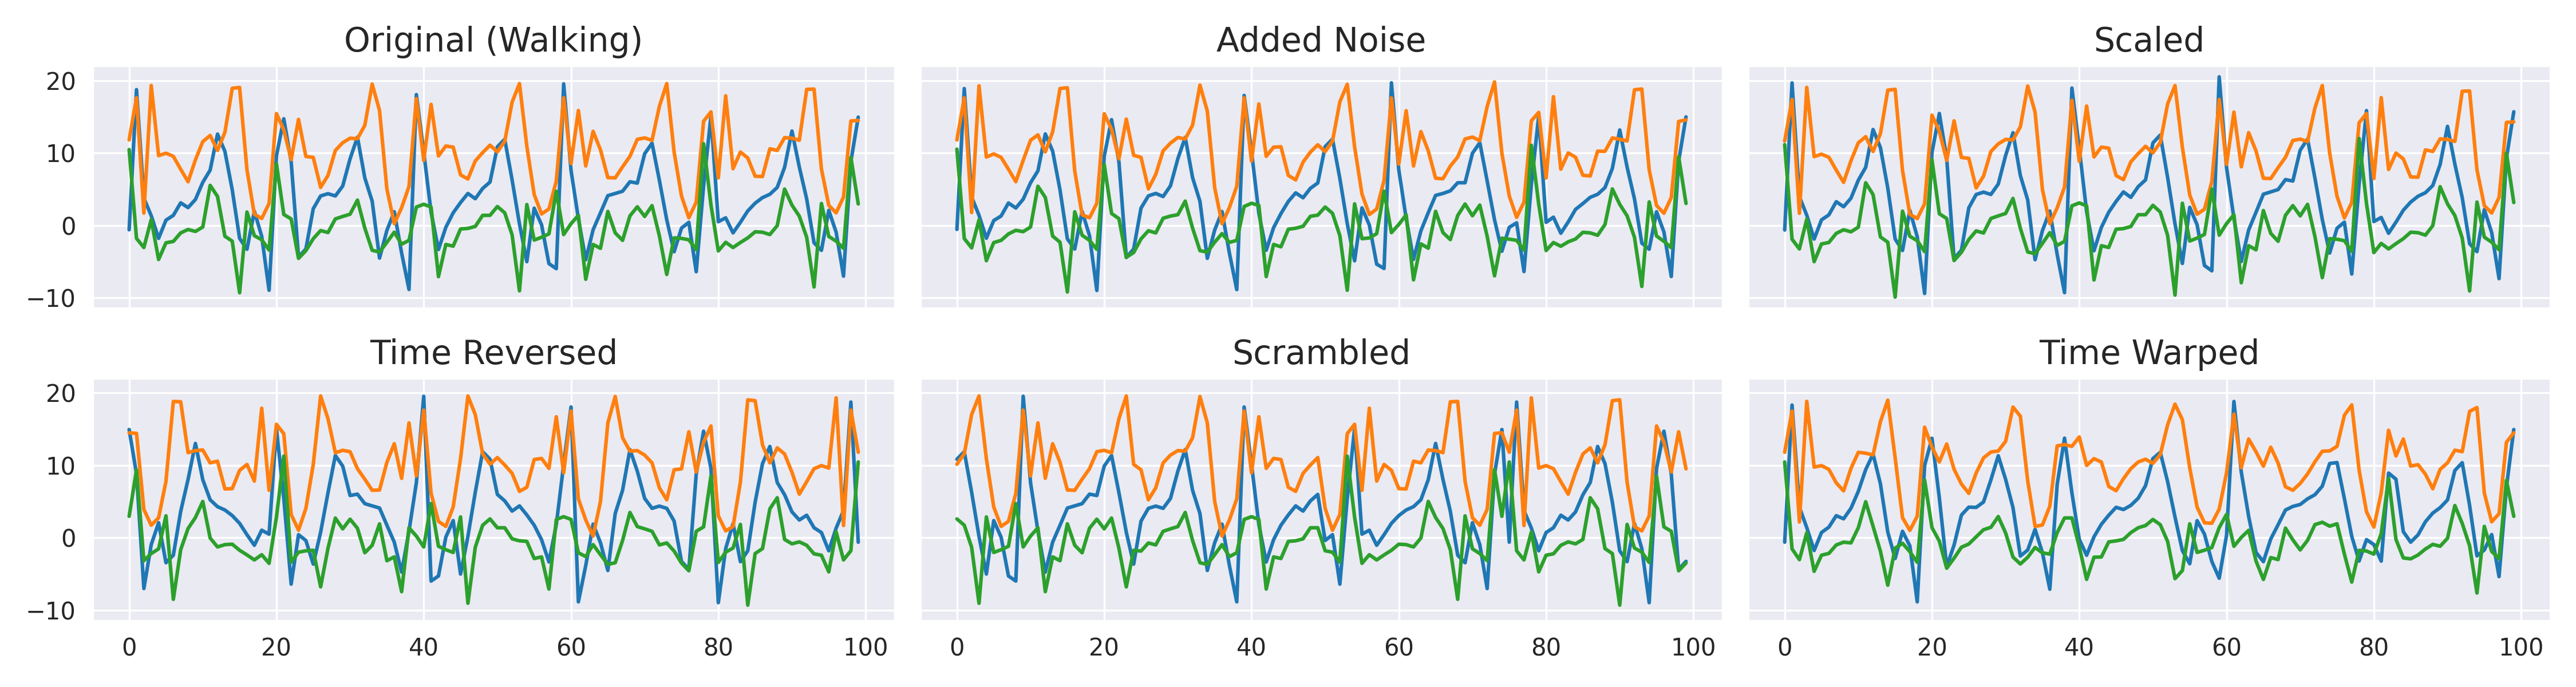 Original (Walking)
Added Noise
Scaled
20
10
0
−10
Time Reversed
Scrambled
Time Warped
20
10
0
−10
0 20 40 60 80 100
0 20 40 60 80 100
0 20 40 60 80 100